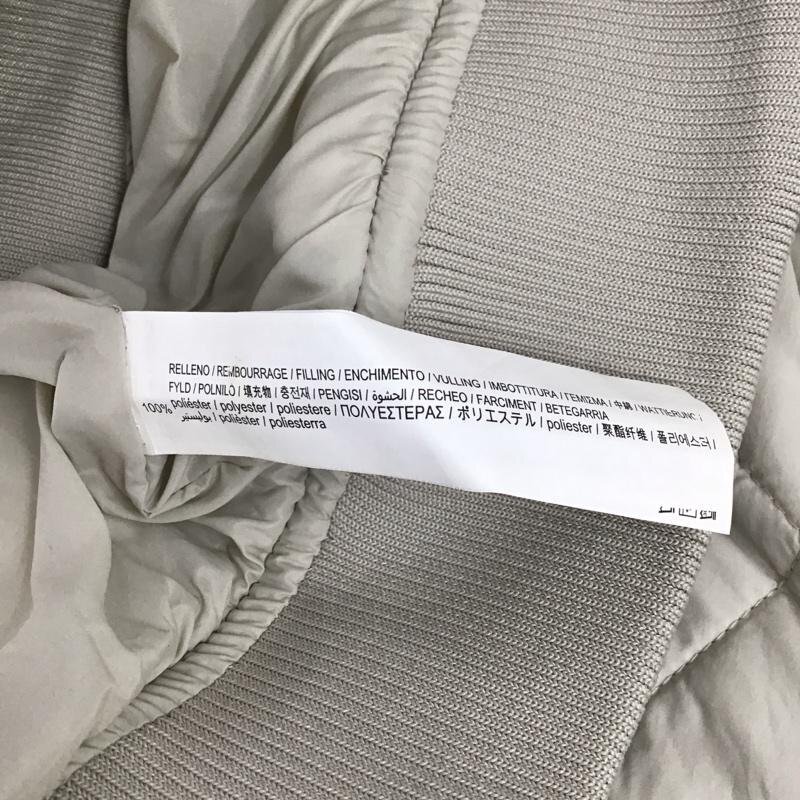 RELLENO / REMBOURRAGE / FILLING / ENCHIMENTO / VULLING / IMBOTTITURA / ΓΕΜΙΣΜΑ / 中綿 / WATTIERUNG /
FYLD / POLNILO / 填充物 / 충전재 / PENGISI / الحشوة / RECHEO / FARCIMENT / BETEGARRIA
100% poliéster / polyester / poliestere / ΠΟΛΥΕΣΤΕΡΑΣ / ポリエステル / poliester / 聚酯纤维 / 폴리에스터 /
بوليستر / polièster / poliesterra